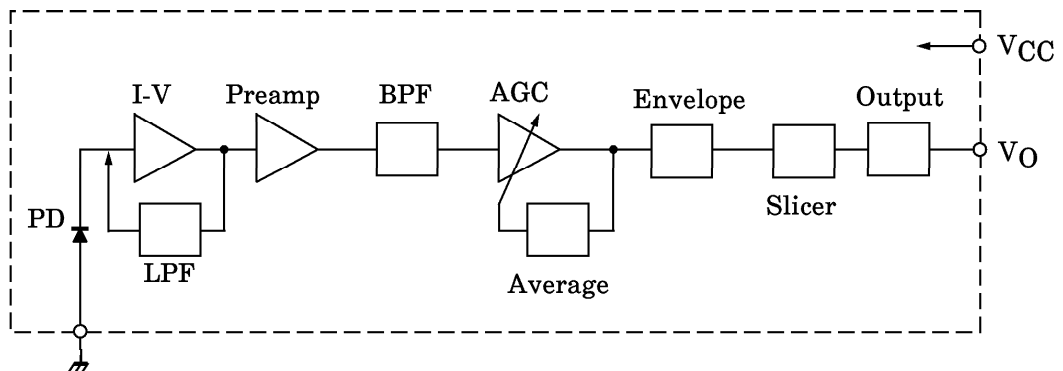 VCC
I-V
Preamp
BPF
AGC
Envelope
Output
VO
PD
LPF
Average
Slicer